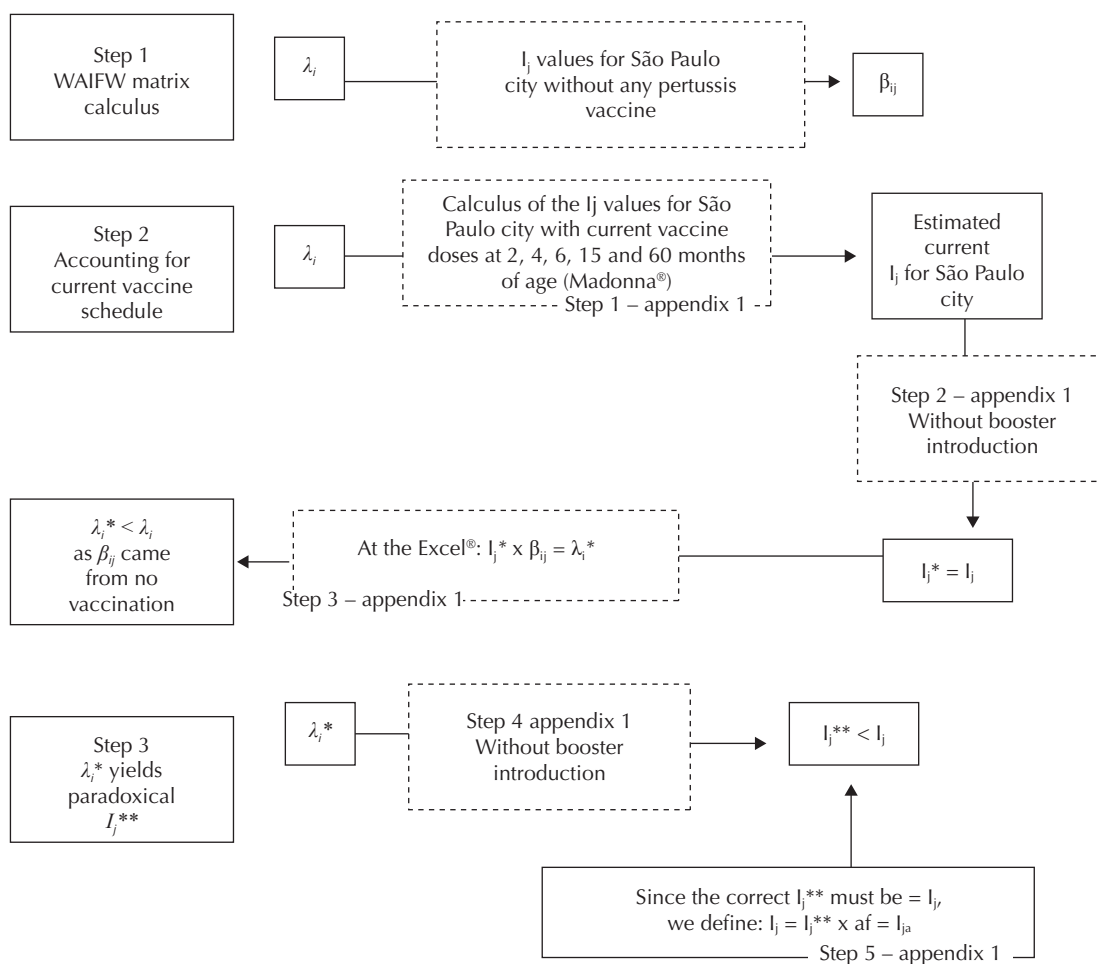 Step 1
WAIFW matrix
calculus
λi
Ij values for São Paulo
city without any pertussis
vaccine
βij
Step 2
Accounting for
current vaccine
schedule
λi
Calculus of the Ij values for São
Paulo city with current vaccine
doses at 2, 4, 6, 15 and 60 months
of age (Madonna®)
Step 1 – appendix 1
Estimated
current
Ij for São Paulo
city
Step 2 – appendix 1
Without booster
introduction
λi* < λi
as βij came
from no
vaccination
At the Excel®: Ij* x βij = λi*
Step 3 – appendix 1
Ij* = Ij
Step 3
λi* yields
paradoxical
Ij**
λi*
Step 4 appendix 1
Without booster
introduction
Ij** < Ij
Since the correct Ij** must be = Ij,
we define: Ij = Ij** x af = Ija
Step 5 – appendix 1